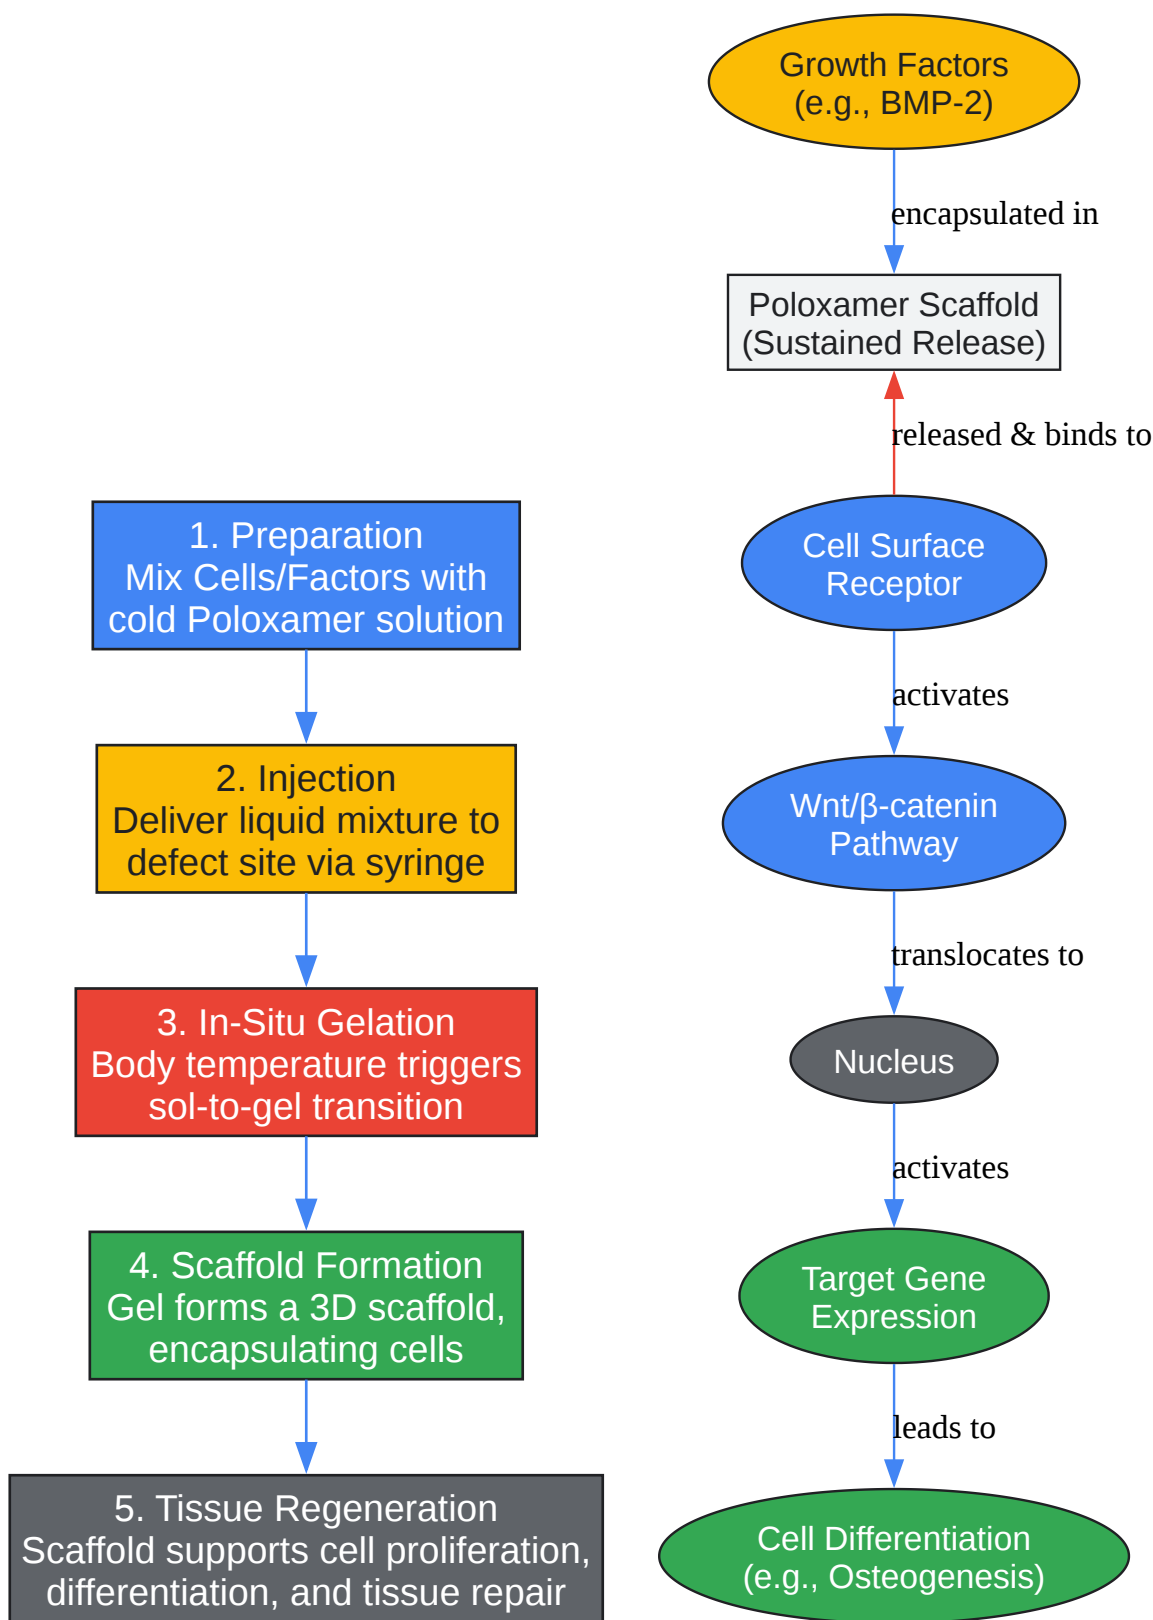 Growth Factors
(e.g., BMP-2)
encapsulated in
Poloxamer Scaffold
(Sustained Release)
released & binds to
Cell Surface
Receptor
activates
Wnt/β-catenin
Pathway
translocates to
Nucleus
activates
Target Gene
Expression
leads to
Cell Differentiation
(e.g., Osteogenesis)
1. Preparation
Mix Cells/Factors with
cold Poloxamer solution
2. Injection
Deliver liquid mixture to
defect site via syringe
3. In-Situ Gelation
Body temperature triggers
sol-to-gel transition
4. Scaffold Formation
Gel forms a 3D scaffold,
encapsulating cells
5. Tissue Regeneration
Scaffold supports cell proliferation,
differentiation, and tissue repair